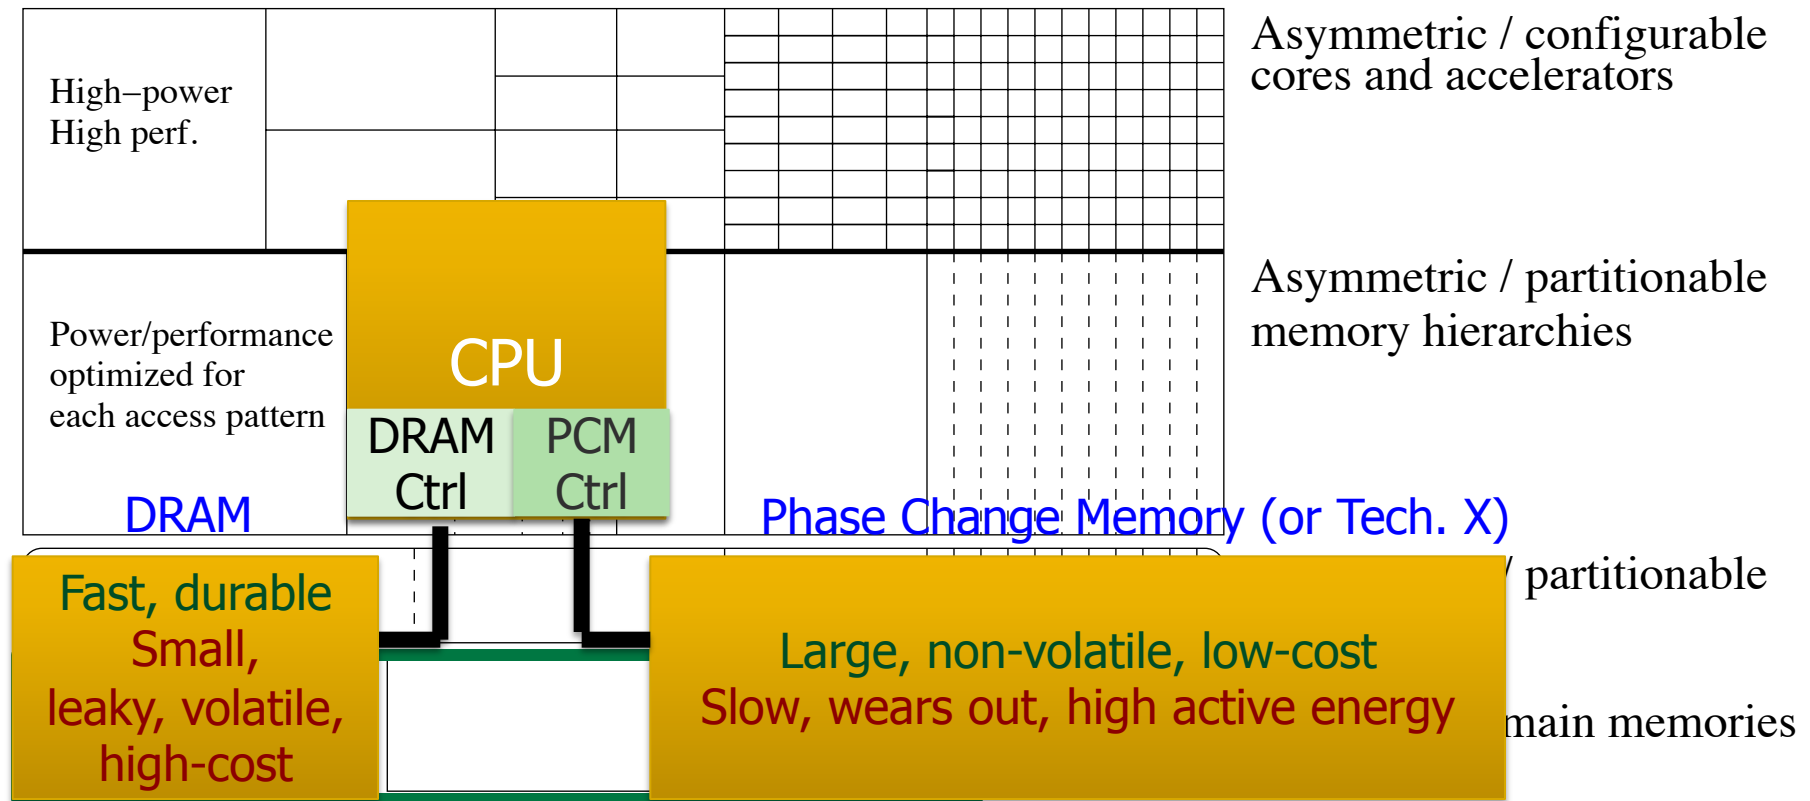 Asymmetric / configurable
cores and accelerators
High−power
High perf.
Asymmetric / partitionable
memory hierarchies
Power/performance
optimized for
each access pattern
CPU
DRAM
Ctrl
PCM
Ctrl
DRAM
Phase Change Memory (or Tech. X)
Fast, durable
Small,
leaky, volatile,
high-cost
Large, non-volatile, low-cost
Slow, wears out, high active energy
/ partitionable
main memories